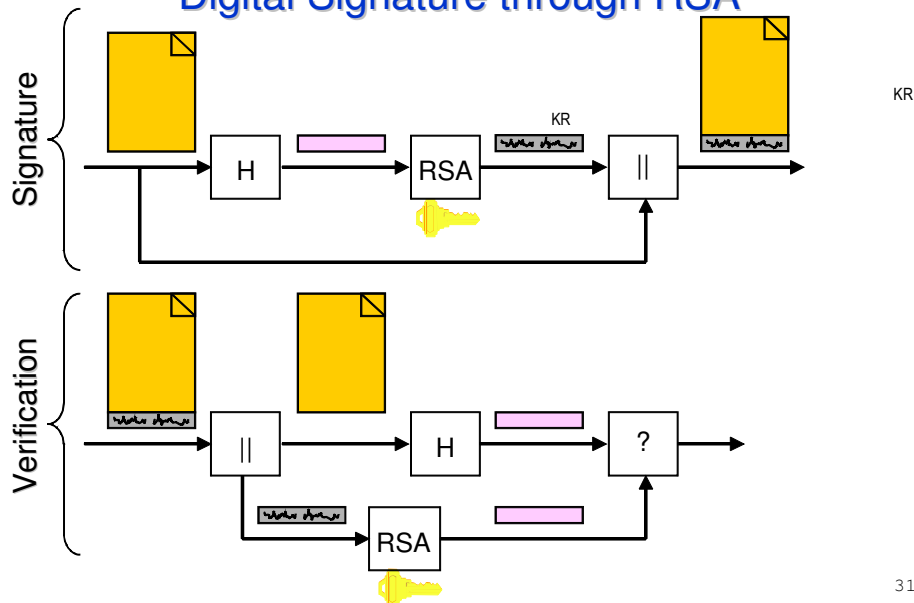 Digital Signature through RSA
Signature
KR
KR
H
RSA
||
Verification
||
H
?
RSA
31